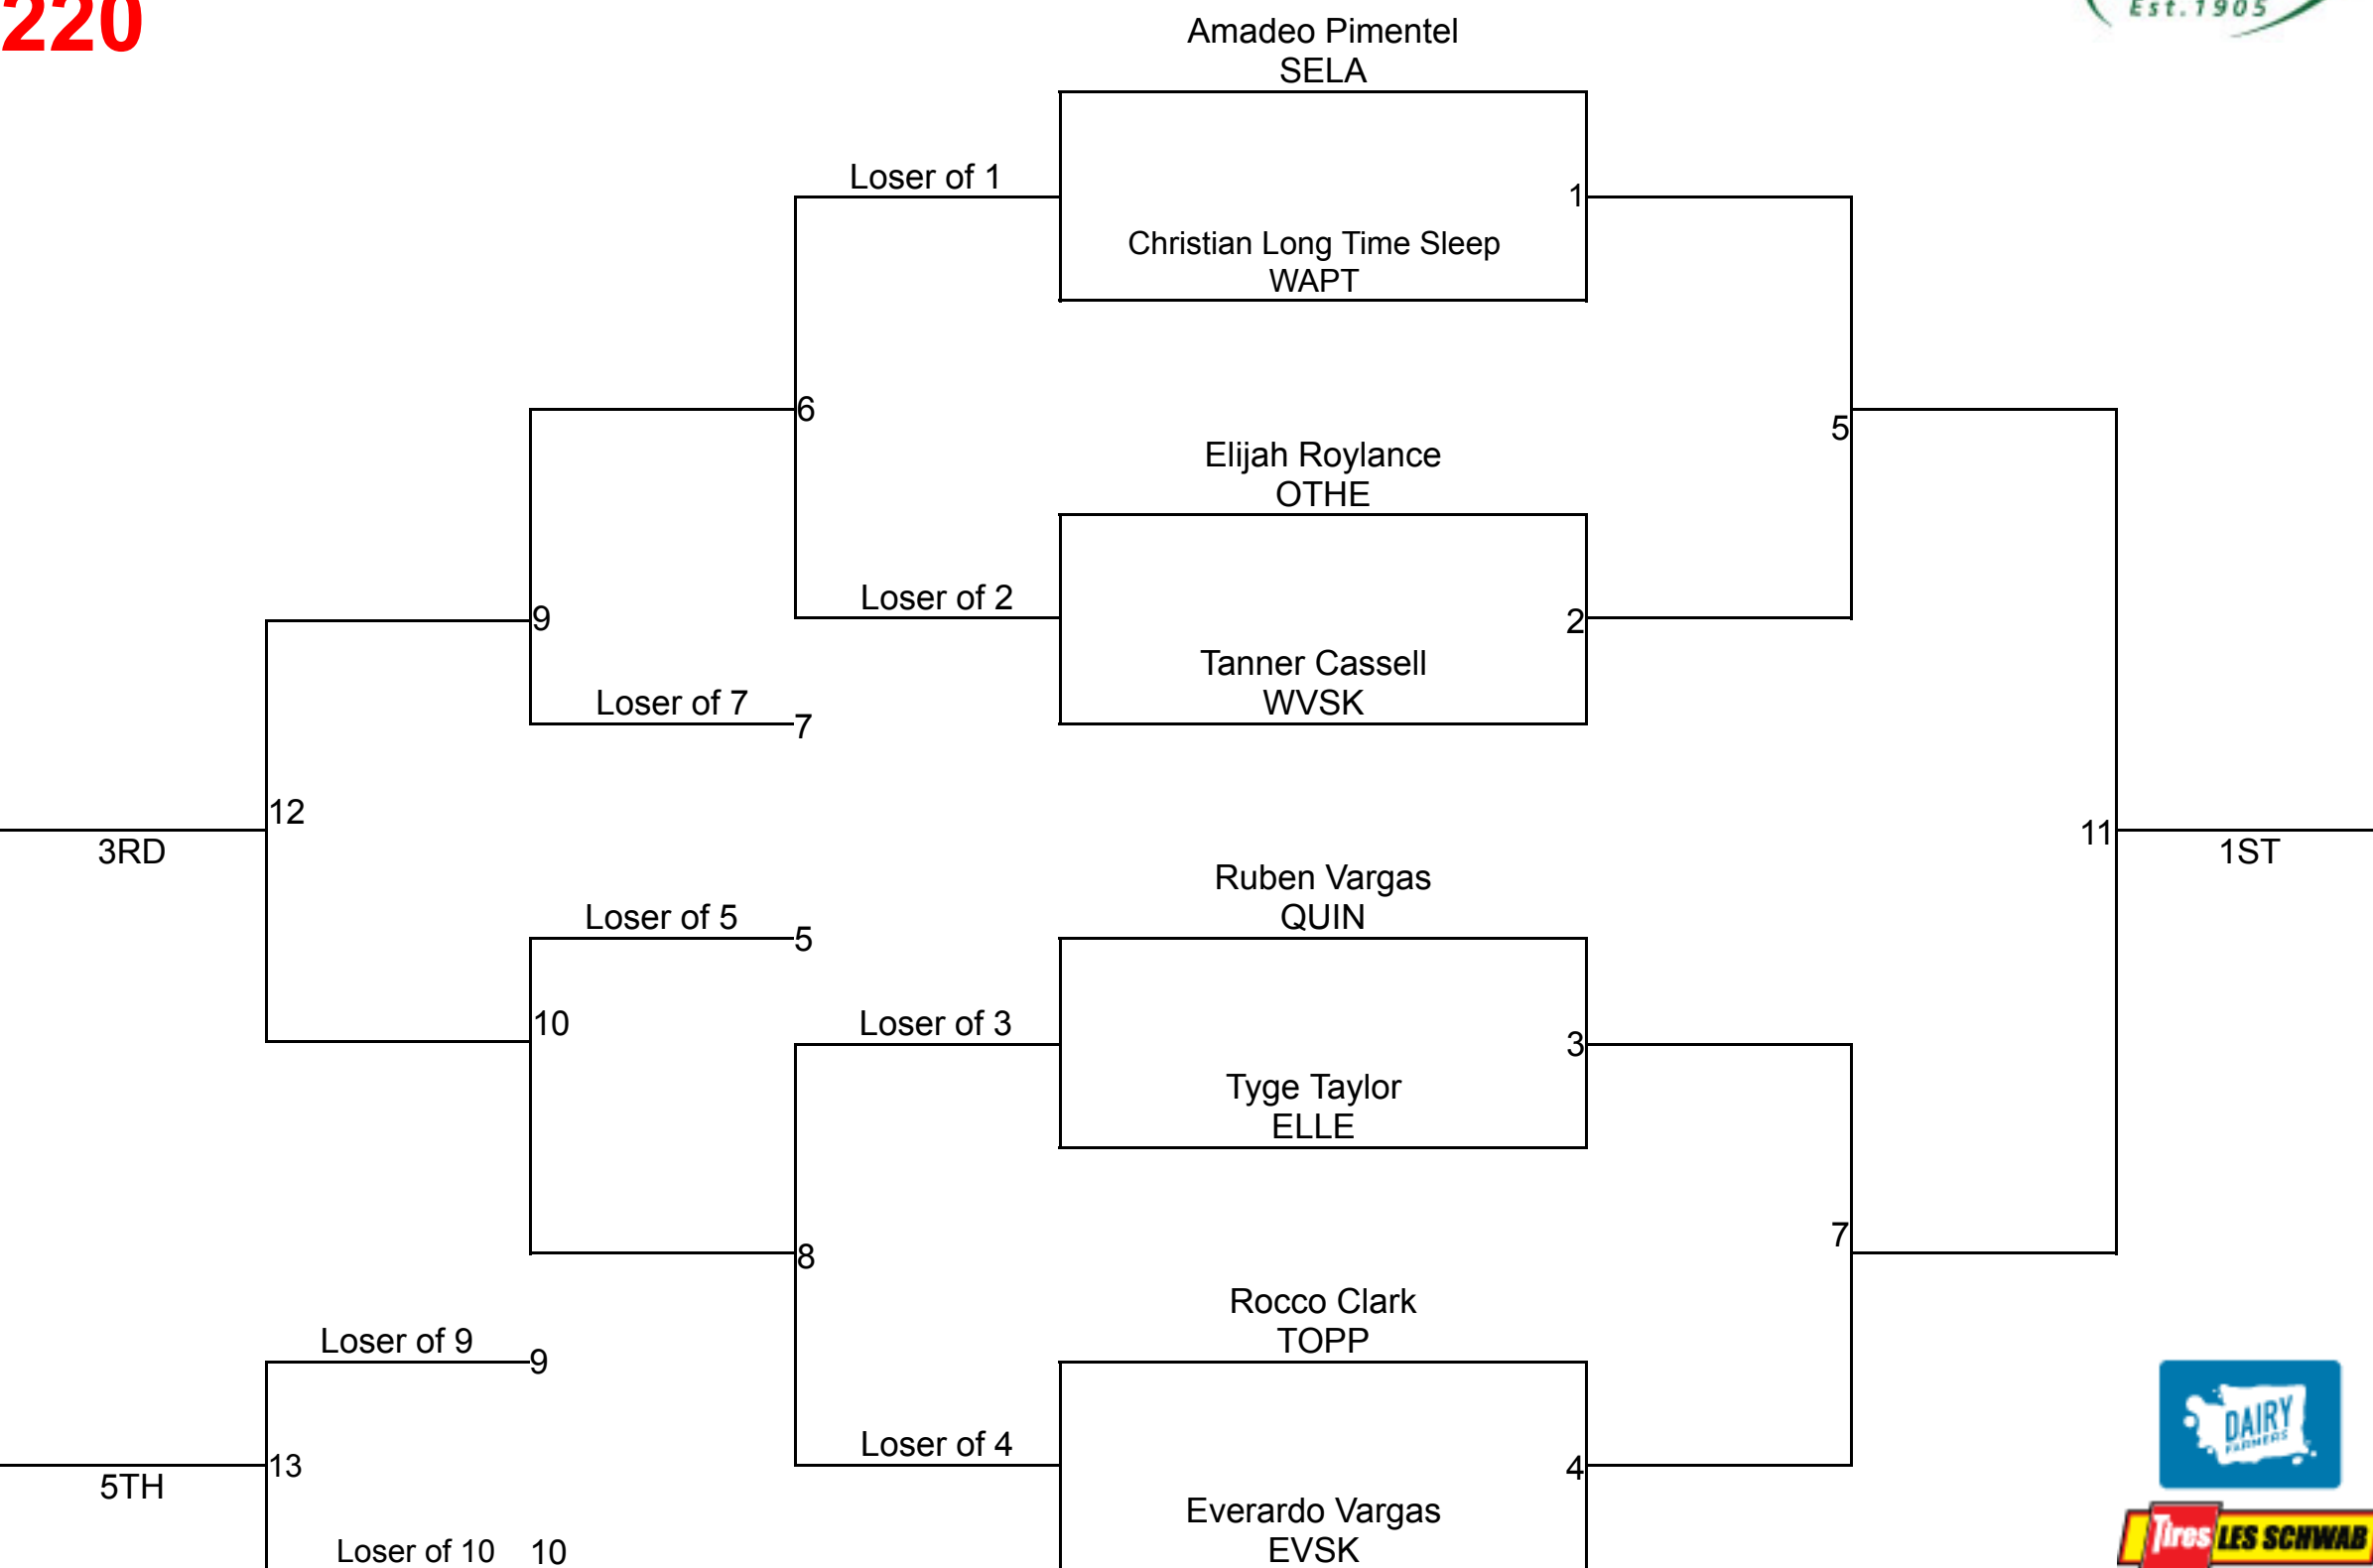 220
Est.1905
Amadeo Pimentel
SELA
Loser of 1
1
Christian Long Time Sleep
WAPT
6
5
Elijah Roylance
OTHE
Loser of 2
2
9
Tanner Cassell
WVSK
Loser of 7
7
12
3RD
11
1ST
Ruben Vargas
QUIN
Loser of 5
5
10
Loser of 3
3
Tyge Taylor
ELLE
8
7
Rocco Clark
TOPP
Loser of 9
9
Loser of 4
4
13
5TH
Everardo Vargas
EVSK
Loser of 10
10
DAIRY
FARMERS
Tires LES SCHWAB